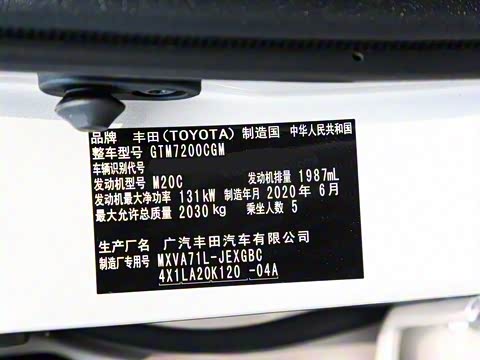 品牌 丰田(TOYOTA) 制造国 中华人民共和国
整车型号 GTM7200CGM
车辆识别代号
发动机型号 M20C 发动机排量 1987mL
发动机最大净功率 131kW 制造年月 2020年6月
最大允许总质量 2030kg 乘坐人数 5
生产厂名 广汽丰田汽车有限公司
制造厂专用号 MXVA71L-JEXGBC
4X1LA20K120 -04A